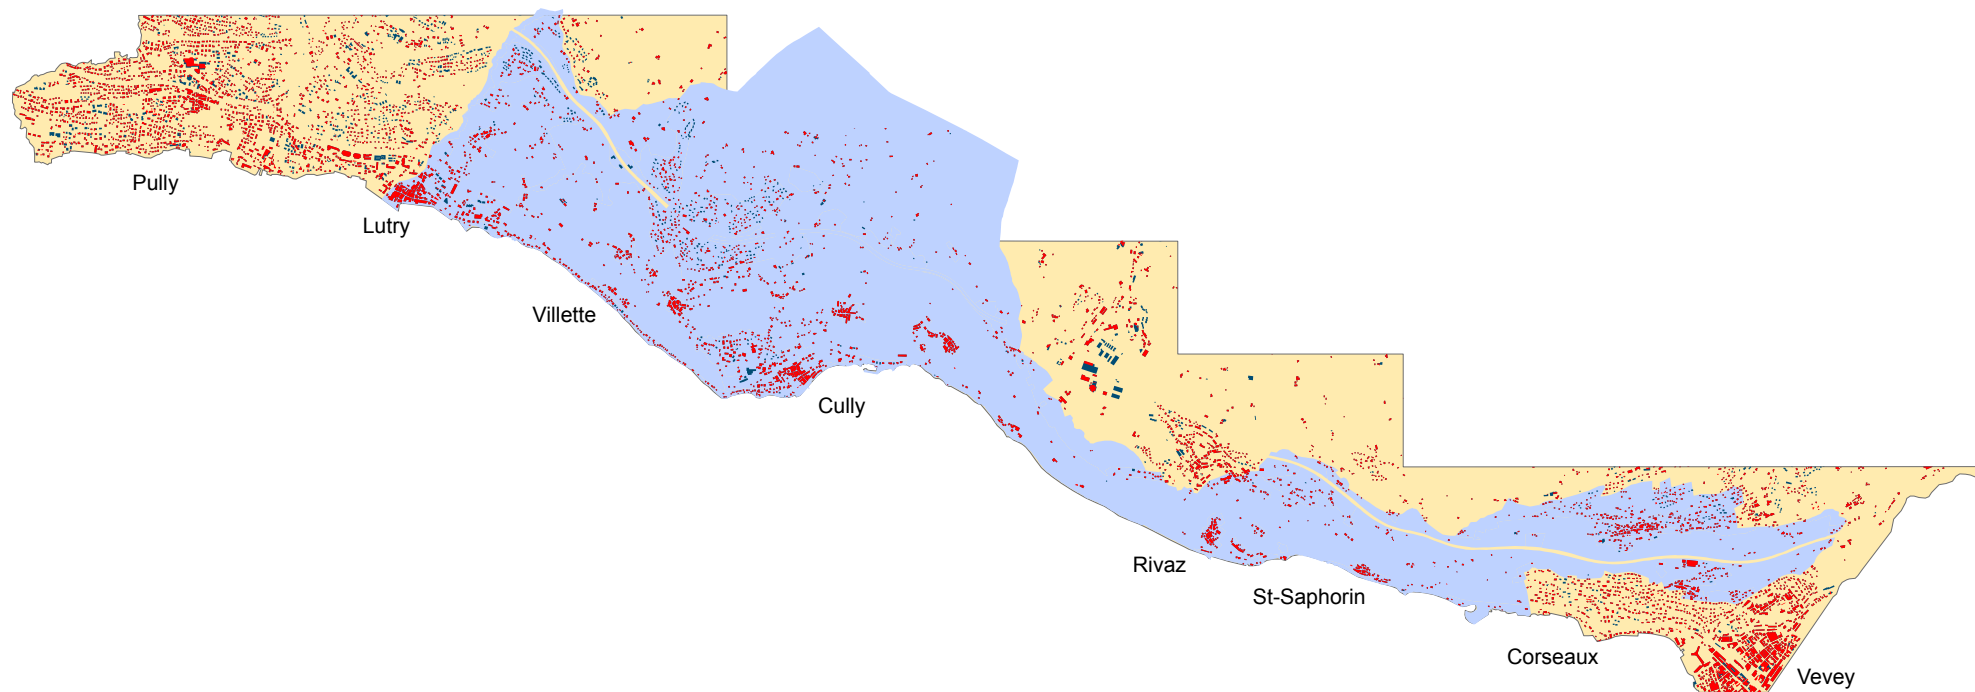 Pully
Lutry
Villette
Cully
Rivaz
St-Saphorin
Corseaux
Vevey